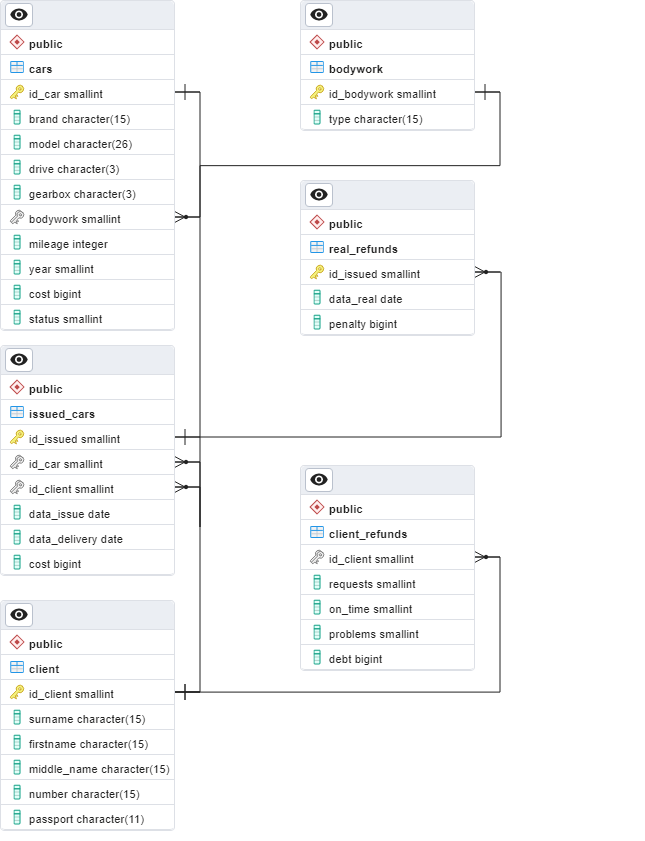 public
cars
id_car smallint
brand character(15)
model character(26)
drive character(3)
gearbox character(3)
bodywork smallint
mileage integer
year smallint
cost bigint
status smallint
public
bodywork
id_bodywork smallint
type character(15)
public
real_refunds
id_issued smallint
data_real date
penalty bigint
public
issued_cars
id_issued smallint
id_car smallint
id_client smallint
data_issue date
data_delivery date
cost bigint
public
client_refunds
id_client smallint
requests smallint
on_time smallint
problems smallint
debt bigint
public
client
id_client smallint
surname character(15)
firstname character(15)
middle_name character(15)
number character(15)
passport character(11)